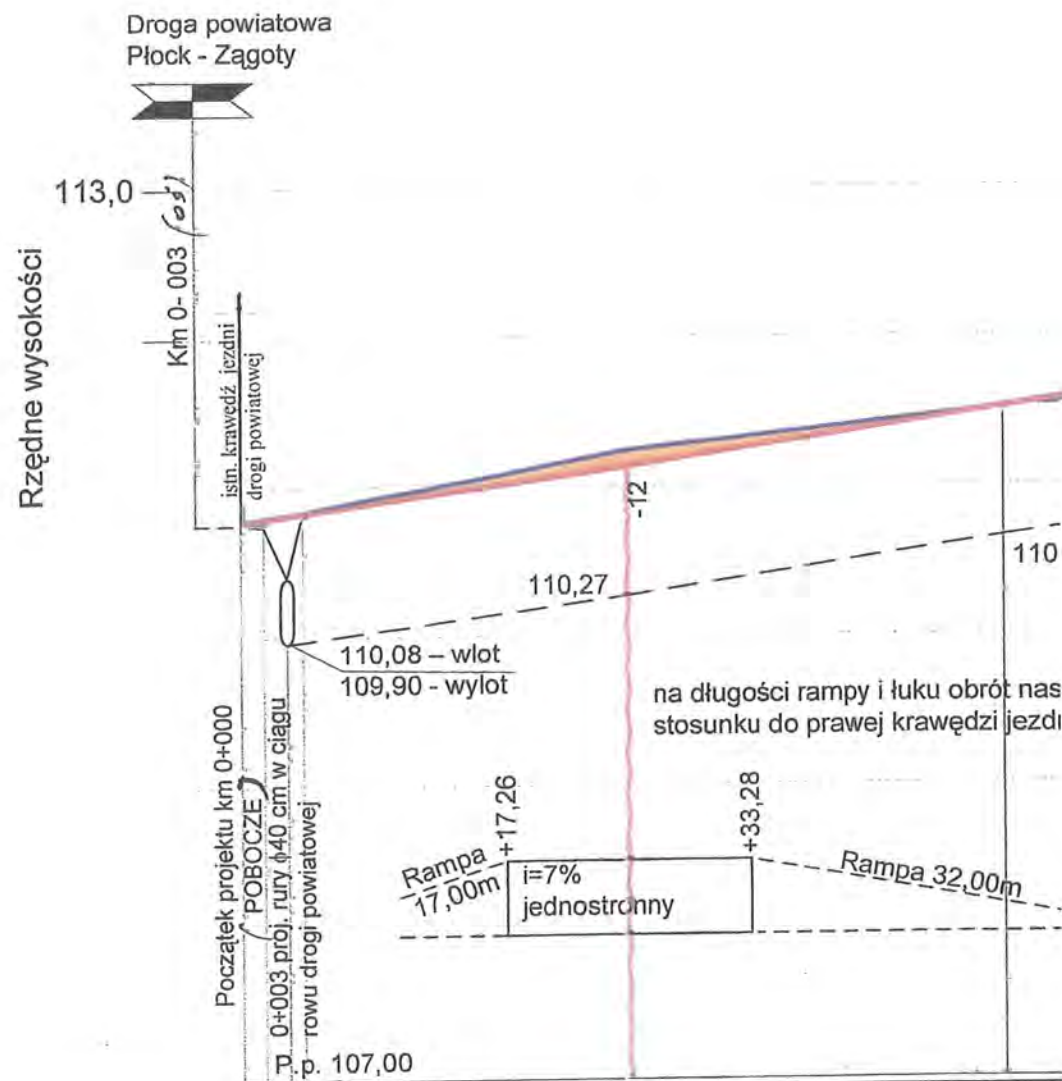 Droga powiatowa
Płock - Zągoty
113,0
Km 0- 003 (oś)
Rzędne wysokości
istn. krawędź jezdni
drogi powiatowej
-12
110,27
110
110,08 – wlot
109,90 - wylot
na długości rampy i łuku obrót nas
stosunku do prawej krawędzi jezdn
Początek projektu km 0+000
(POBOCZE)
0+003 proj. rury ϕ40 cm w ciągu
rowu drogi powiatowej
+17,26
+33,28
Rampa
17,00m
i=7%
jednostronny
Rampa 32,00m
P.p. 107,00